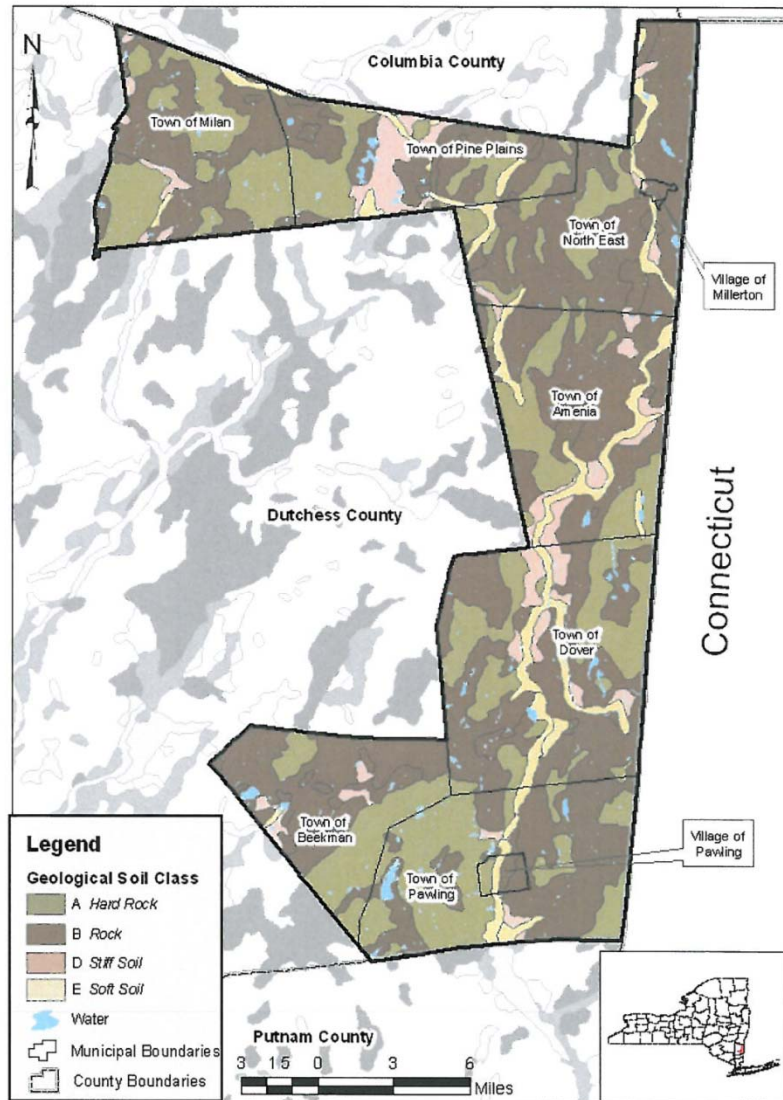 N
Columbia County
Town of Milan
Town of Pine Plains
Town of
North East
Village of
Millerton
Town of
Amenia
Connecticut
Dutchess County
Town of
Dover
Town of
Beekman
Village of
Pawling
Town of
Pawling
Legend
Geological Soil Class
A Hard Rock
B Rock
D Stiff Soil
E Soft Soil
Water
Municipal Boundaries
County Boundaries
Putnam County
3 1.5 0 3 6
Miles